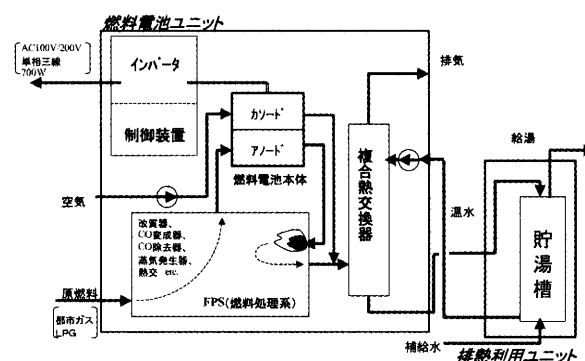 燃料電池ユニット
AC100V/200V
単相三線
700W
インバータ
制御装置
カソード
アノード
燃料電池本体
排気
複合熱交換器
給湯
温水
貯湯槽
空気
改質器、
CO変成器、
CO除去器、
蒸気発生器、
熱交 etc.
FPS(燃料処理系)
原燃料
都市ガス
LPG
補給水
排熱利用ユニット